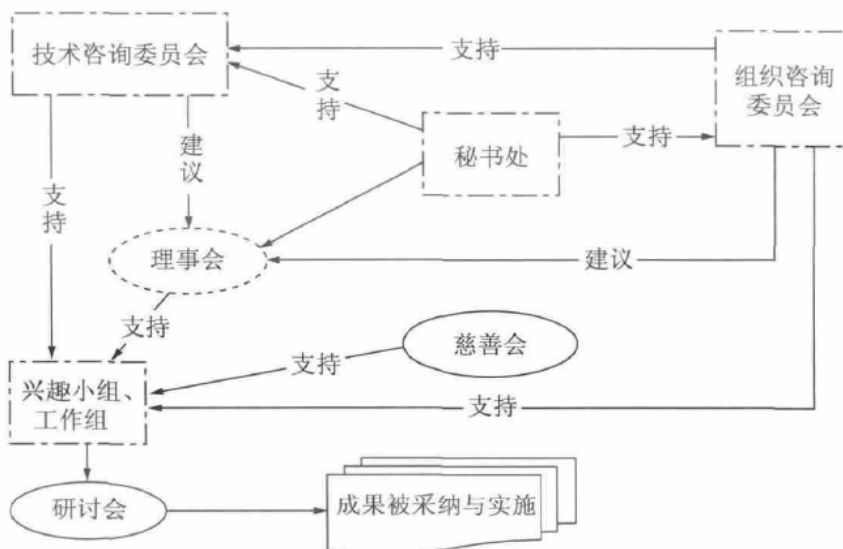 技术咨询委员会
支持
组织咨询
委员会
支持
秘书处
支持
建议
支持
理事会
建议
支持
慈善会
支持
兴趣小组、
工作组
支持
研讨会
成果被采纳与实施